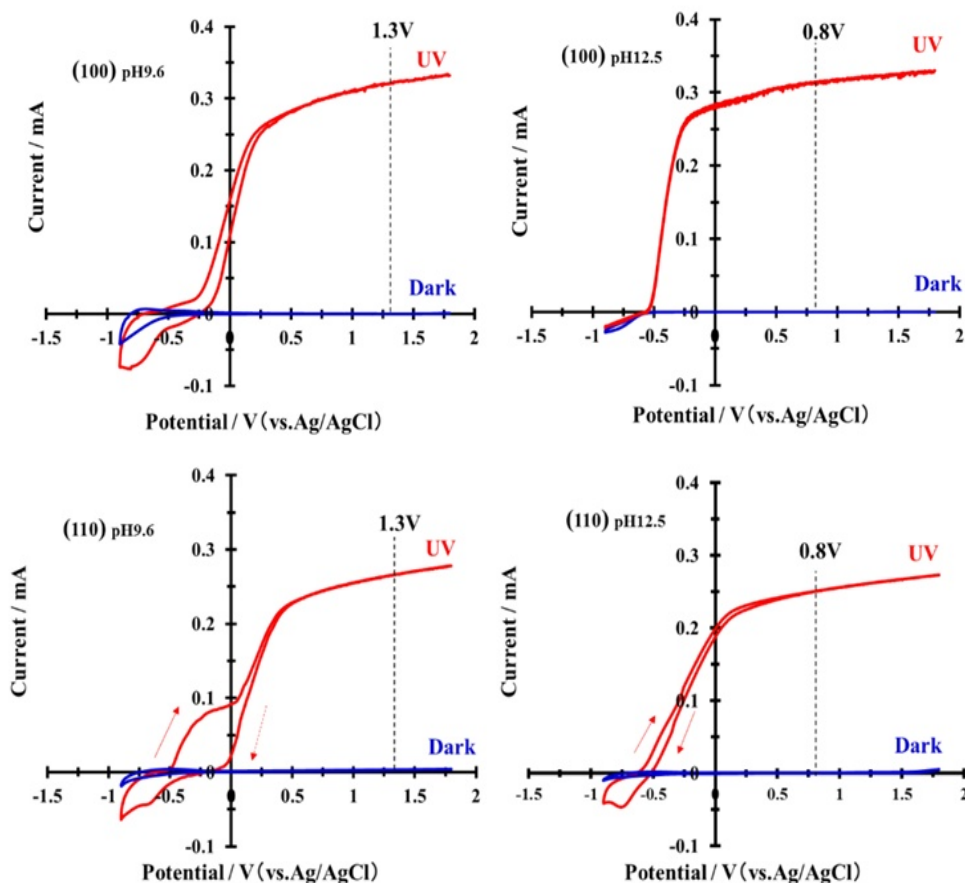 0.4 1.3V 0.4 0.8V
(100) pH9.6 UV (100) pH12.5 UV
0.3 0.3
Current / mA Current / mA
0.2 0.2
0.1 0.1
Dark Dark
0 0
-1.5 -1 -0.5 0 0.5 1 1.5 2 -1.5 -1 -0.5 0 0.5 1 1.5 2
-0.1 -0.1
Potential / V (vs.Ag/AgCl) Potential / V (vs.Ag/AgCl)
0.4 0.4
(110) pH9.6 1.3V (110) pH12.5 0.8V
UV UV
0.3 0.3
Current / mA Current / mA
0.2 0.2
0.1 0.1
Dark Dark
0 0
-1.5 -1 -0.5 0 0.5 1 1.5 2 -1.5 -1 -0.5 0 0.5 1 1.5 2
-0.1 -0.1
Potential / V (vs.Ag/AgCl) Potential / V (vs.Ag/AgCl)